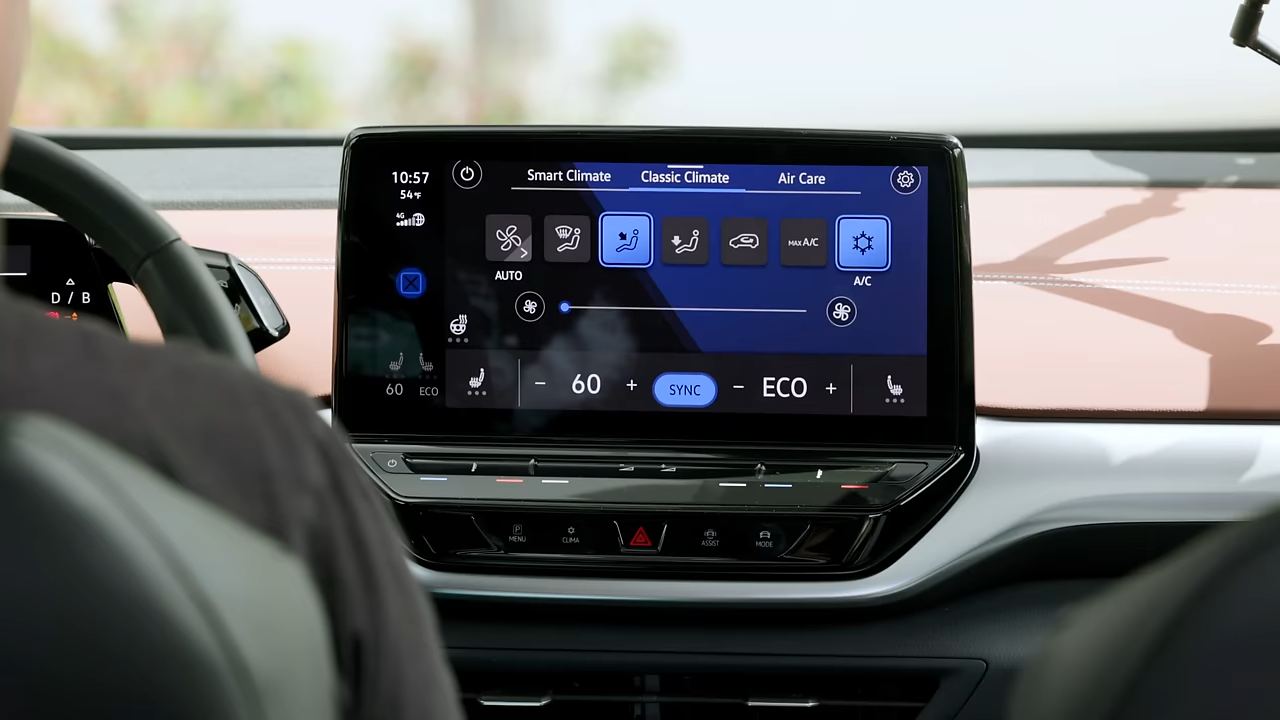 10:57
54°F
4G
Smart Climate
Classic Climate
Air Care
MAX A/C
AUTO
A/C
D / B
60
ECO
− 60 +
SYNC
− ECO +
P
MENU
CLIMA
ASSIST
MODE